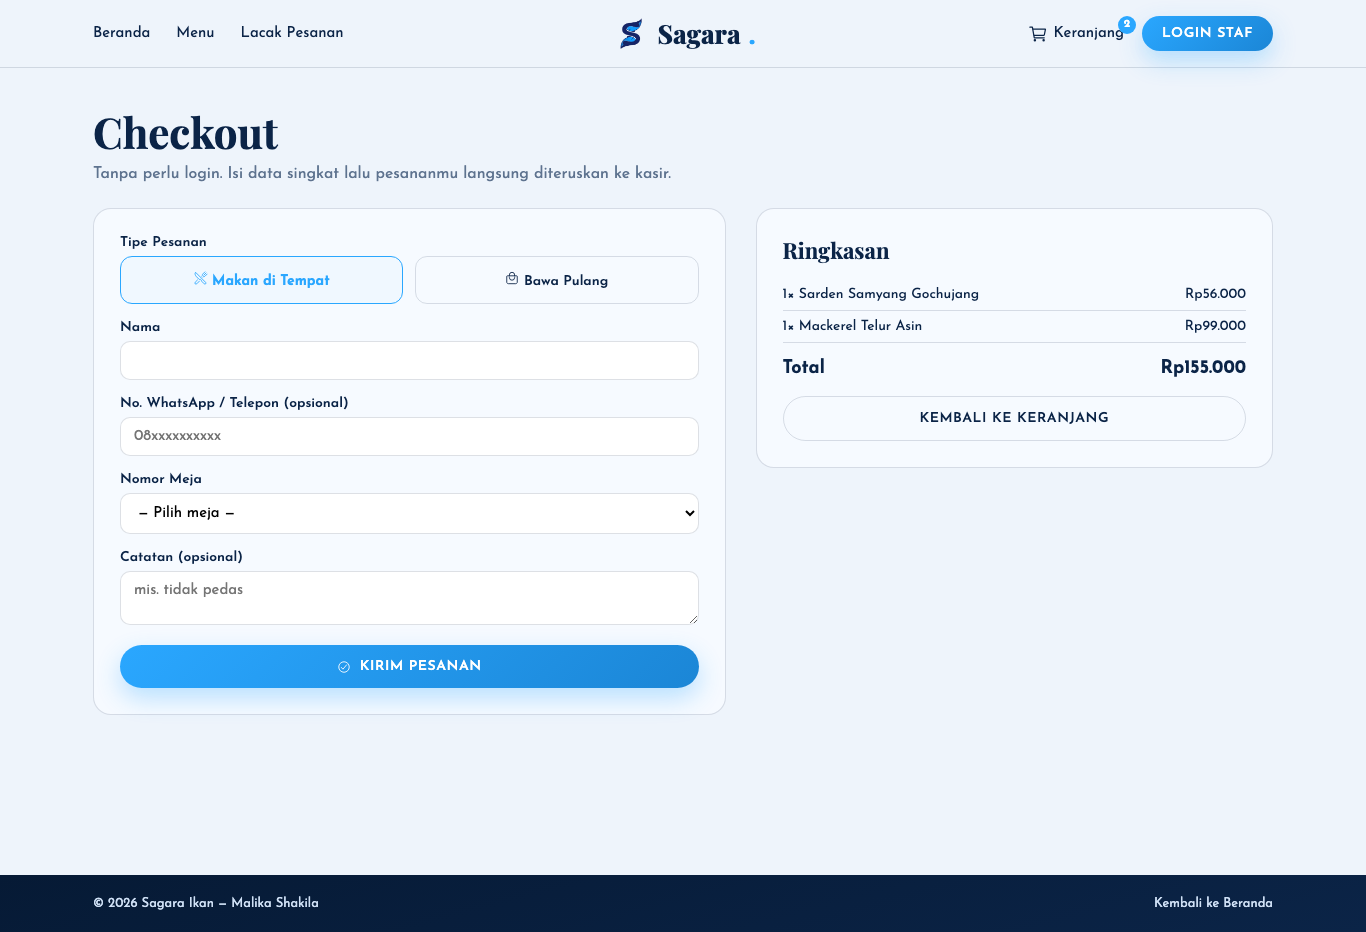 Beranda Menu Lacak Pesanan Sagara . Keranjang 2 LOGIN STAF
Checkout
Tanpa perlu login. Isi data singkat lalu pesananmu langsung diteruskan ke kasir.
Tipe Pesanan
Makan di Tempat
Bawa Pulang
Nama
No. WhatsApp / Telepon (opsional)
08xxxxxxxxxx
Nomor Meja
— Pilih meja —
Catatan (opsional)
mis. tidak pedas
KIRIM PESANAN
Ringkasan
1× Sarden Samyang Gochujang Rp56.000
1× Mackerel Telur Asin Rp99.000
Total Rp155.000
KEMBALI KE KERANJANG
© 2026 Sagara Ikan — Malika Shakila Kembali ke Beranda